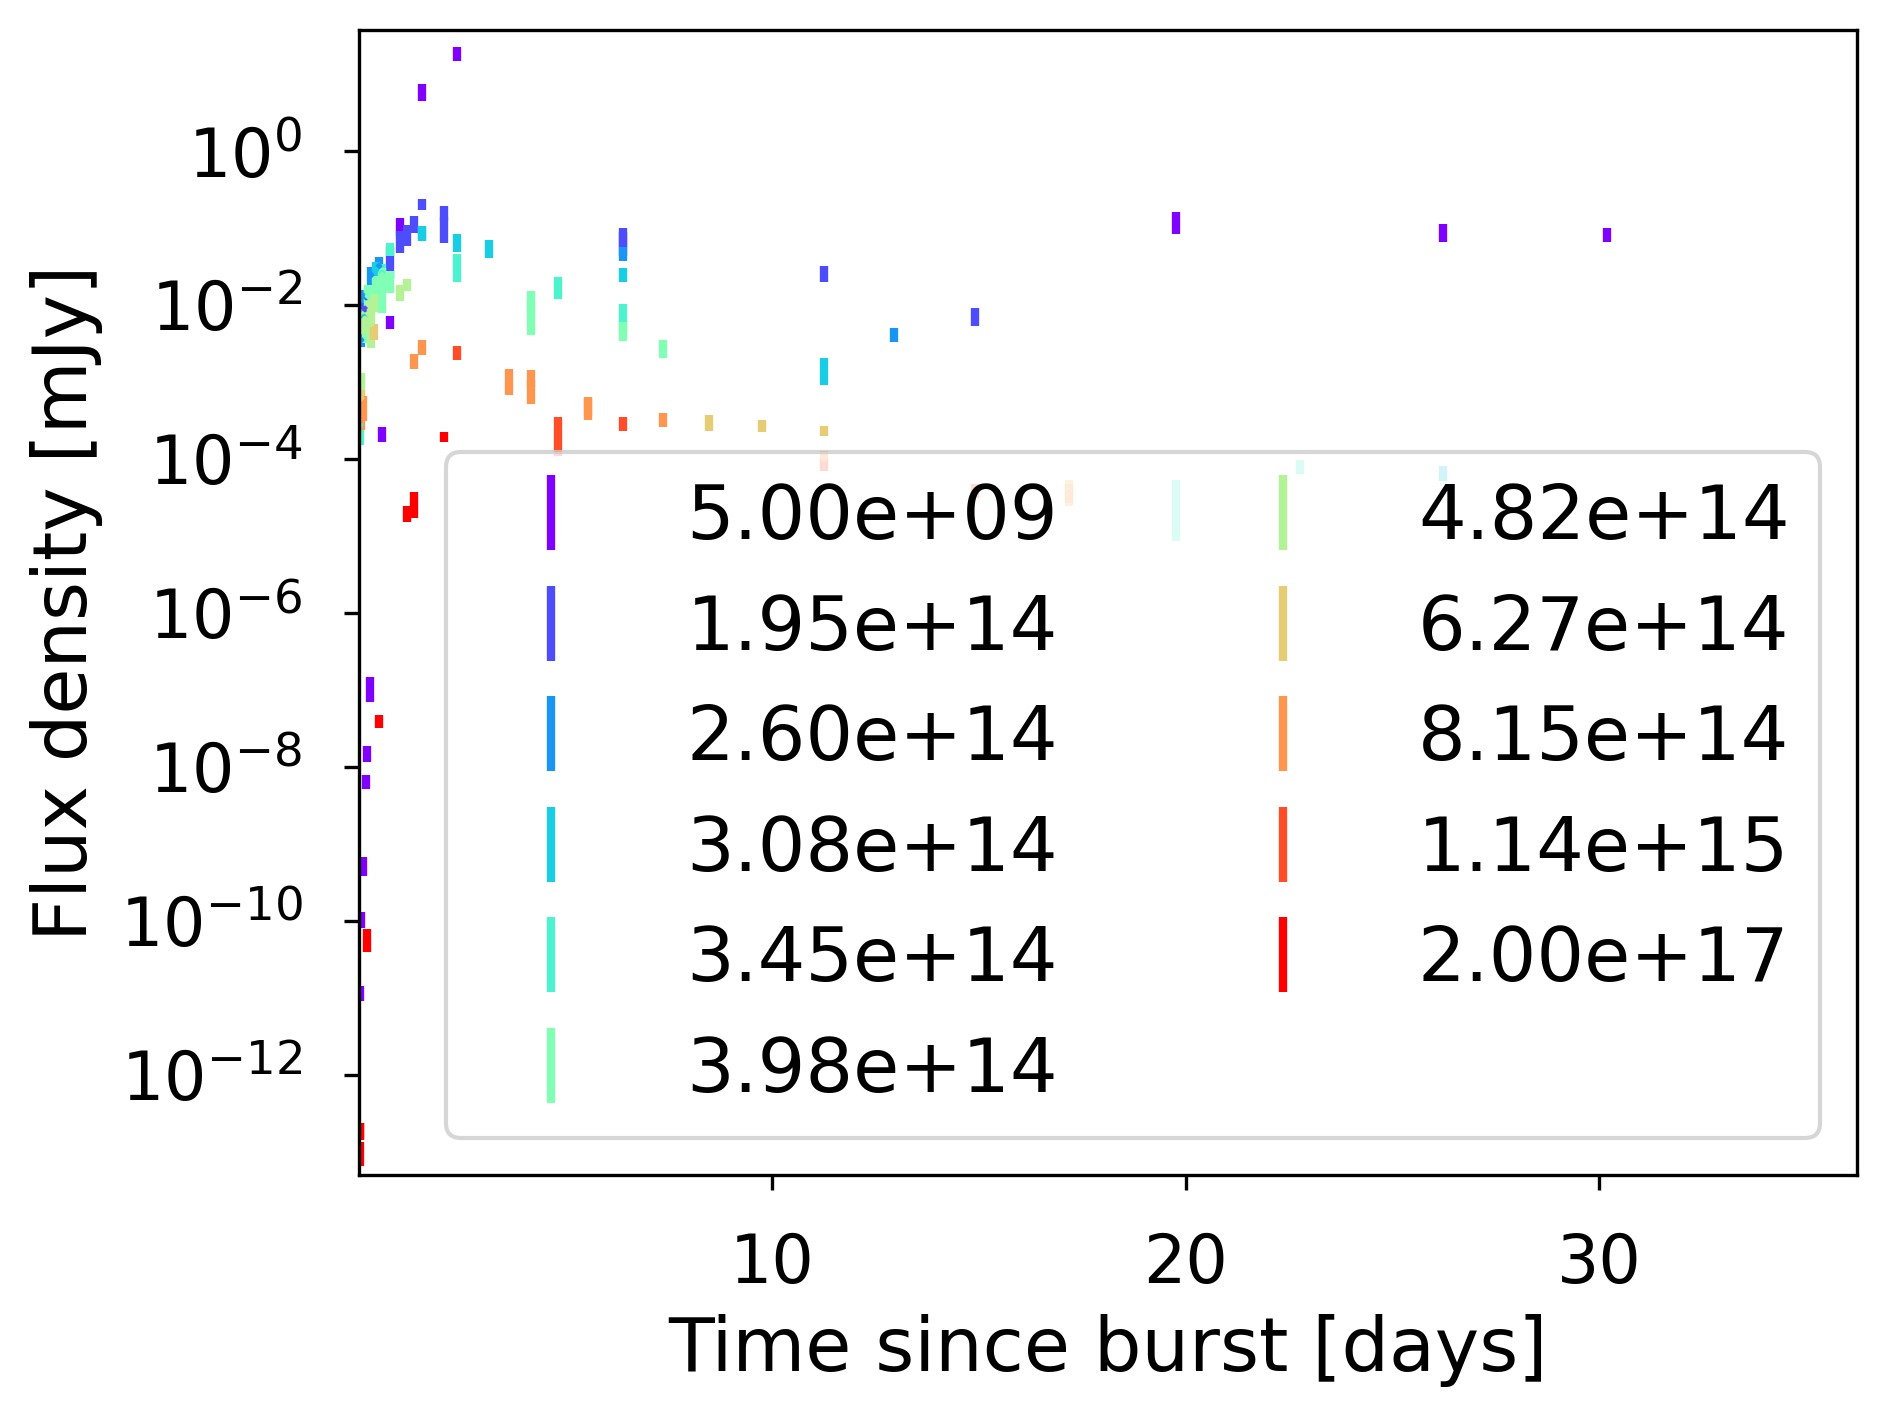 Flux density [mJy]
10⁰
10⁻²
10⁻⁴
10⁻⁶
10⁻⁸
10⁻¹⁰
10⁻¹²
5.00e+09
1.95e+14
2.60e+14
3.08e+14
3.45e+14
3.98e+14
4.82e+14
6.27e+14
8.15e+14
1.14e+15
2.00e+17
10 20 30
Time since burst [days]